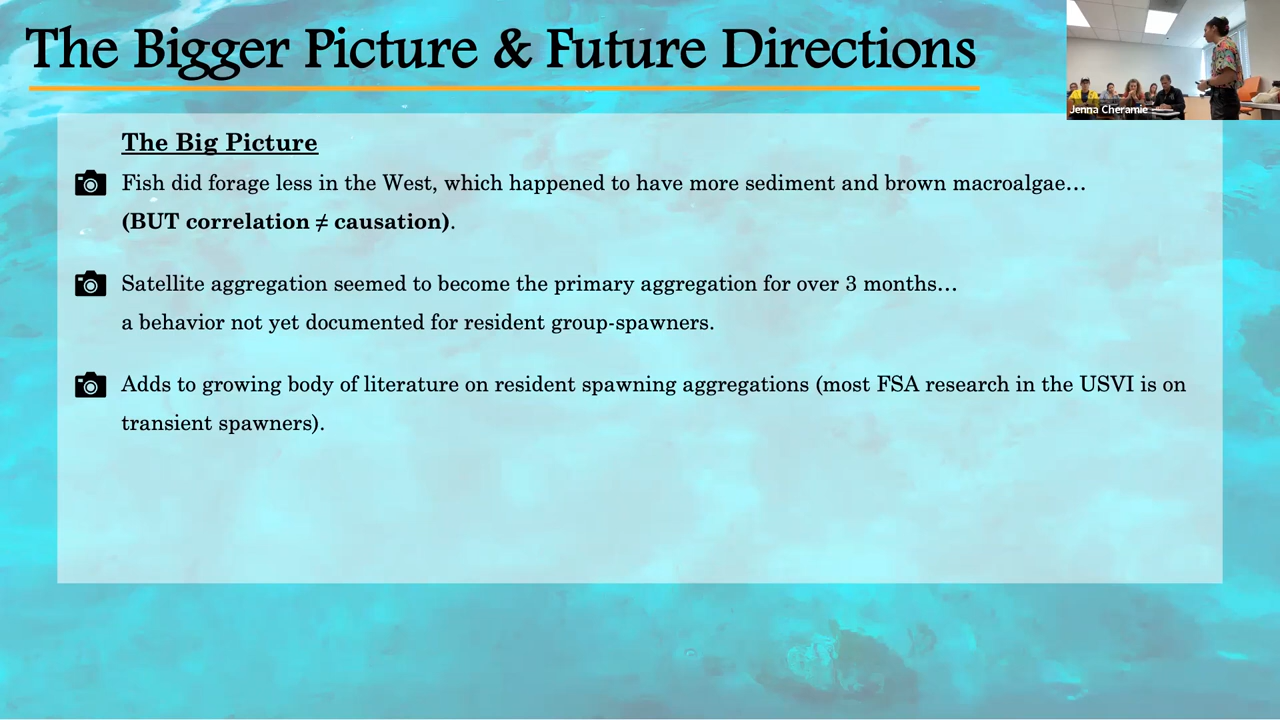 The Bigger Picture & Future Directions
Jenna Cheramie
The Big Picture
Fish did forage less in the West, which happened to have more sediment and brown macroalgae…
(BUT correlation ≠ causation).
Satellite aggregation seemed to become the primary aggregation for over 3 months…
a behavior not yet documented for resident group-spawners.
Adds to growing body of literature on resident spawning aggregations (most FSA research in the USVI is on
transient spawners).